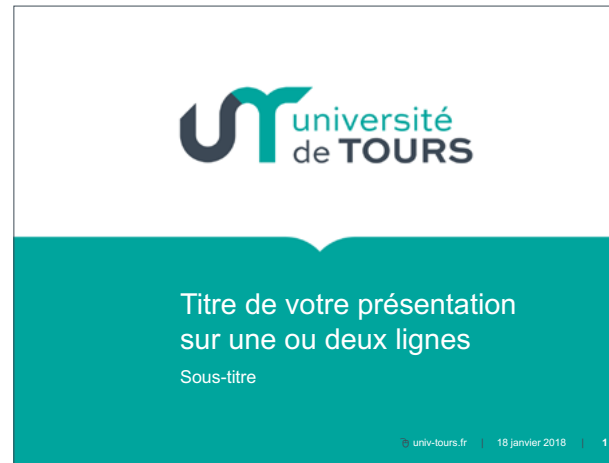 université
de TOURS
Titre de votre présentation
sur une ou deux lignes
Sous-titre
univ-tours.fr | 18 janvier 2018 | 1